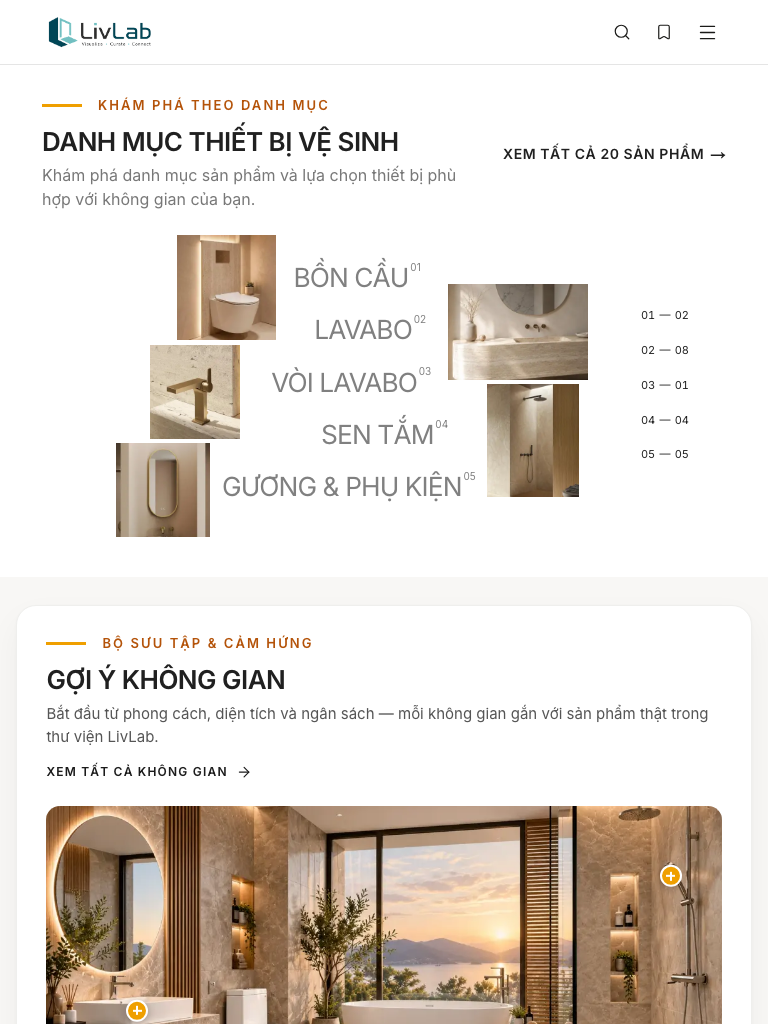 LivLab
Visualize · Curate · Connect
KHÁM PHÁ THEO DANH MỤC
DANH MỤC THIẾT BỊ VỆ SINH
Khám phá danh mục sản phẩm và lựa chọn thiết bị phù
hợp với không gian của bạn.
XEM TẤT CẢ 20 SẢN PHẨM →
BỒN CẦU 01
LAVABO 02
VÒI LAVABO 03
SEN TẮM 04
GƯƠNG & PHỤ KIỆN 05
01 — 02
02 — 08
03 — 01
04 — 04
05 — 05
BỘ SƯU TẬP & CẢM HỨNG
GỢI Ý KHÔNG GIAN
Bắt đầu từ phong cách, diện tích và ngân sách — mỗi không gian gắn với sản phẩm thật trong
thư viện LivLab.
XEM TẤT CẢ KHÔNG GIAN →